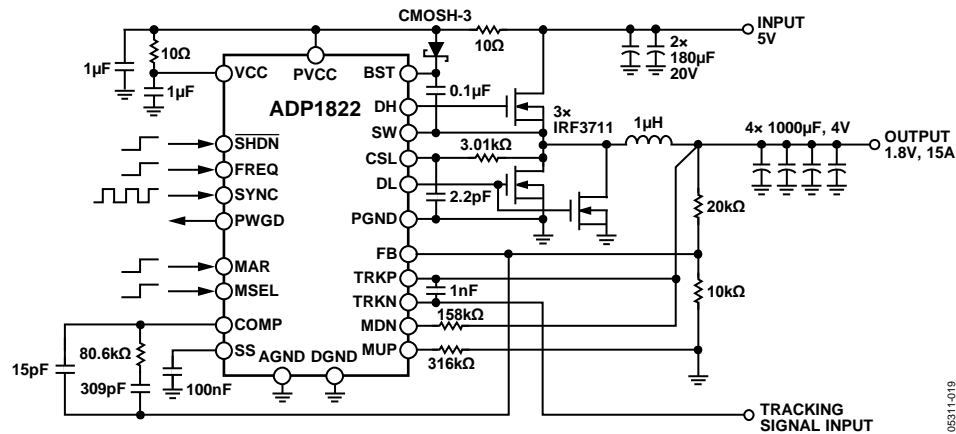 CMOSH-3
INPUT
5V
10Ω
10Ω
2×
180µF
20V
1µF
1µF
VCC
PVCC
BST
ADP1822
0.1µF
DH
3×
IRF3711
SW
1µH
SHDN
CSL
3.01kΩ
4× 1000µF, 4V
OUTPUT
1.8V, 15A
FREQ
DL
SYNC
2.2pF
PWGD
PGND
20kΩ
FB
MAR
TRKP
MSEL
1nF
TRKN
10kΩ
COMP
MDN
158kΩ
80.6kΩ
SS
MUP
316kΩ
15pF
AGND DGND
309pF
100nF
TRACKING
SIGNAL INPUT
05311-019